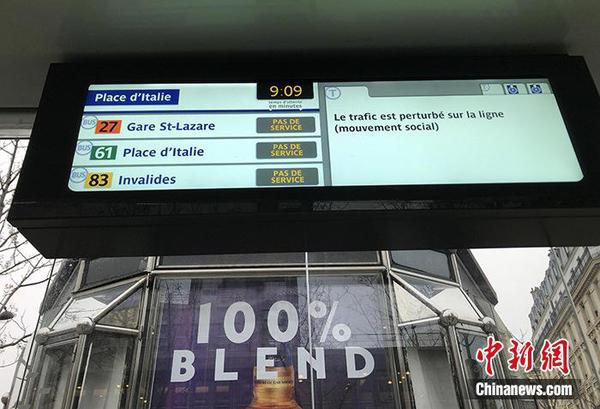 Place d'Italie
9:09
temps d'attente
en minutes
BUS 27 Gare St-Lazare PAS DE SERVICE
BUS 61 Place d'Italie PAS DE SERVICE
BUS 83 Invalides PAS DE SERVICE
T
Le trafic est perturbé sur la ligne
(mouvement social)
100%
BLEND
中新网
Chinanews.com